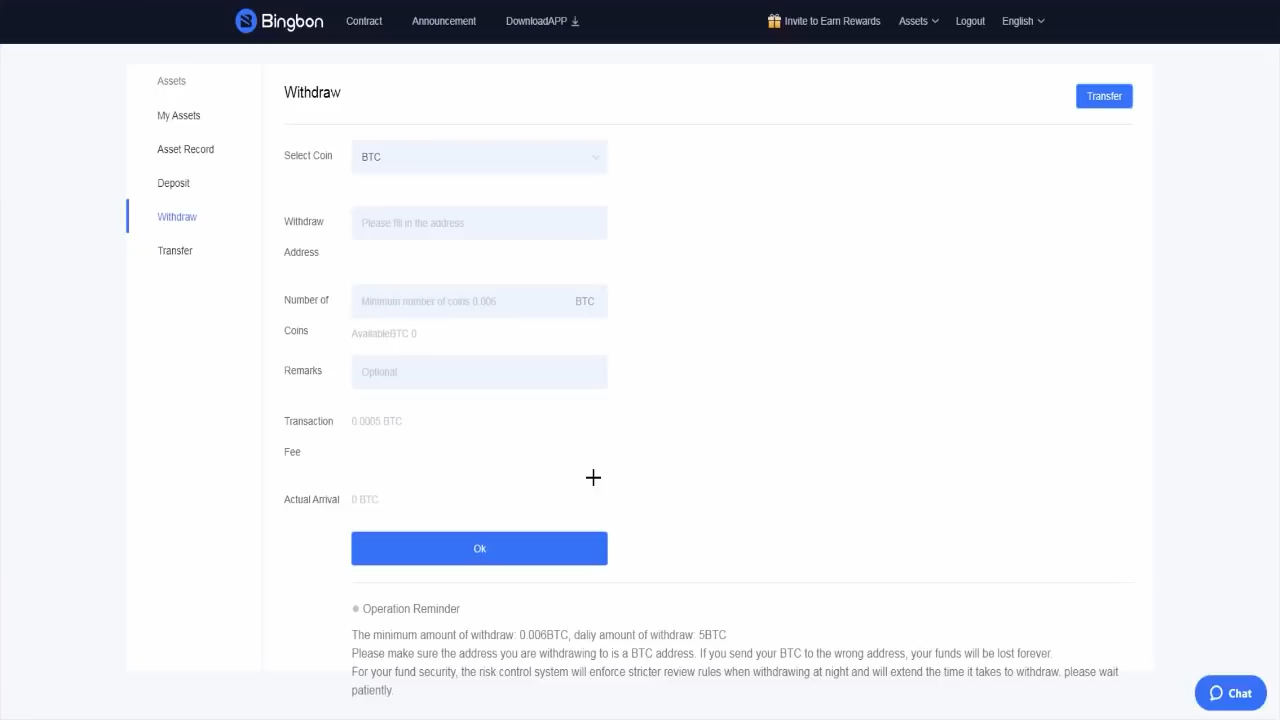 Bingbon Contract Announcement DownloadAPP Invite to Earn Rewards Assets Logout English
Assets
My Assets
Asset Record
Deposit
Withdraw
Transfer
Withdraw Transfer
Select Coin BTC
Withdraw Please fill in the address
Address
Number of Minimum number of coins 0.006 BTC
Coins AvailableBTC 0
Remarks Optional
Transaction 0.0005 BTC
Fee
Actual Arrival 0 BTC
Ok
Operation Reminder
The minimum amount of withdraw: 0.006BTC, daliy amount of withdraw: 5BTC
Please make sure the address you are withdrawing to is a BTC address. If you send your BTC to the wrong address, your funds will be lost forever.
For your fund security, the risk control system will enforce stricter review rules when withdrawing at night and will extend the time it takes to withdraw. please wait
patiently.
Chat